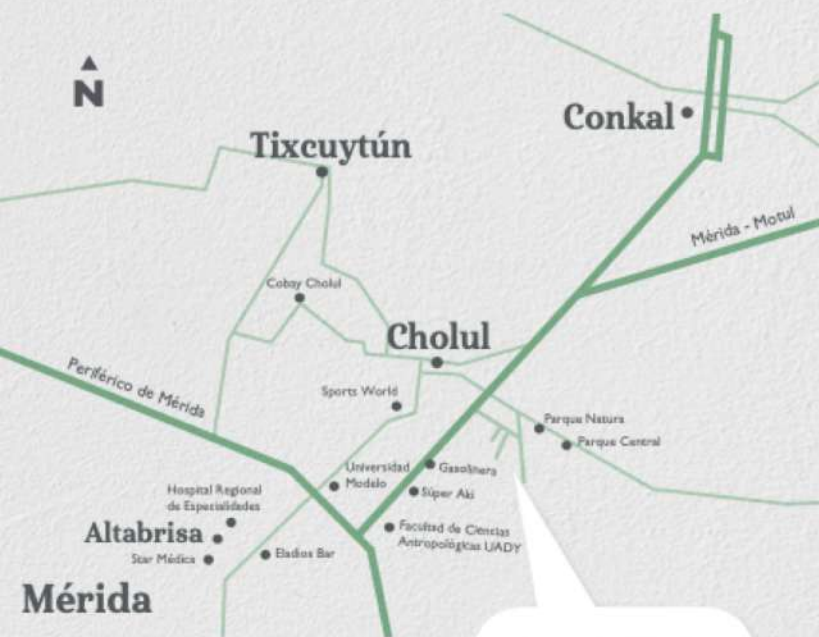 N
Conkal
Tixcuytún
Mérida - Motul
Cobay Cholul
Cholul
Periférico de Mérida
Sports World
Parque Natura
Parque Central
Universidad
Modelo
Gasolinera
Hospital Regional
de Especialidades
Súper Aki
Altabrisa
Facultad de Ciencias
Antropológicas UADY
Star Médica
Eladios Bar
Mérida